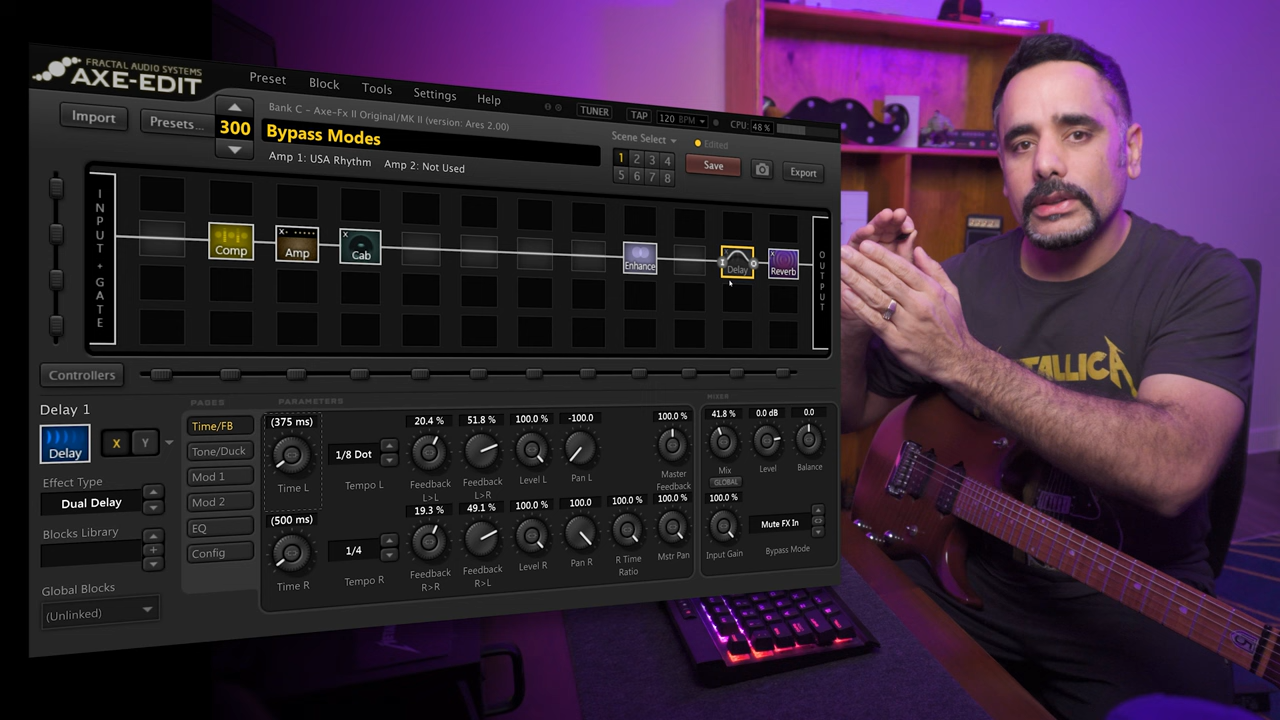 FRACTAL AUDIO SYSTEMS
AXE-EDIT
Preset Block Tools Settings Help
TUNER TAP 120 BPM CPU: 48 %
Import Presets... 300
Bank C - Axe-Fx II Original/MK II (version: Ares 2.00)
Bypass Modes
Amp 1: USA Rhythm Amp 2: Not Used
Scene Select Edited
1 2 3 4
5 6 7 8
Save Export
INPUT + GATE
X Comp
X Amp
X Cab
Enhance
Delay
X Reverb
OUTPUT
Controllers
Delay 1
Delay
X Y
Effect Type
Dual Delay
Blocks Library
Global Blocks
(Unlinked)
PAGES
Time/FB
Tone/Duck
Mod 1
Mod 2
EQ
Config
PARAMETERS
(375 ms) 1/8 Dot 20.4 % 51.8 % 100.0 % -100.0 100.0 %
Time L Tempo L Feedback L>L Feedback L>R Level L Pan L Master Feedback
(500 ms) 1/4 19.3 % 49.1 % 100.0 % 100.0 100.0 % 100.0 %
Time R Tempo R Feedback R>R Feedback R>L Level R Pan R R Time Ratio Mstr Pan
MIXER
41.8 % 0.0 dB 0.0
Mix Level Balance
GLOBAL
100.0 % Mute FX In
Input Gain Bypass Mode
METALLICA